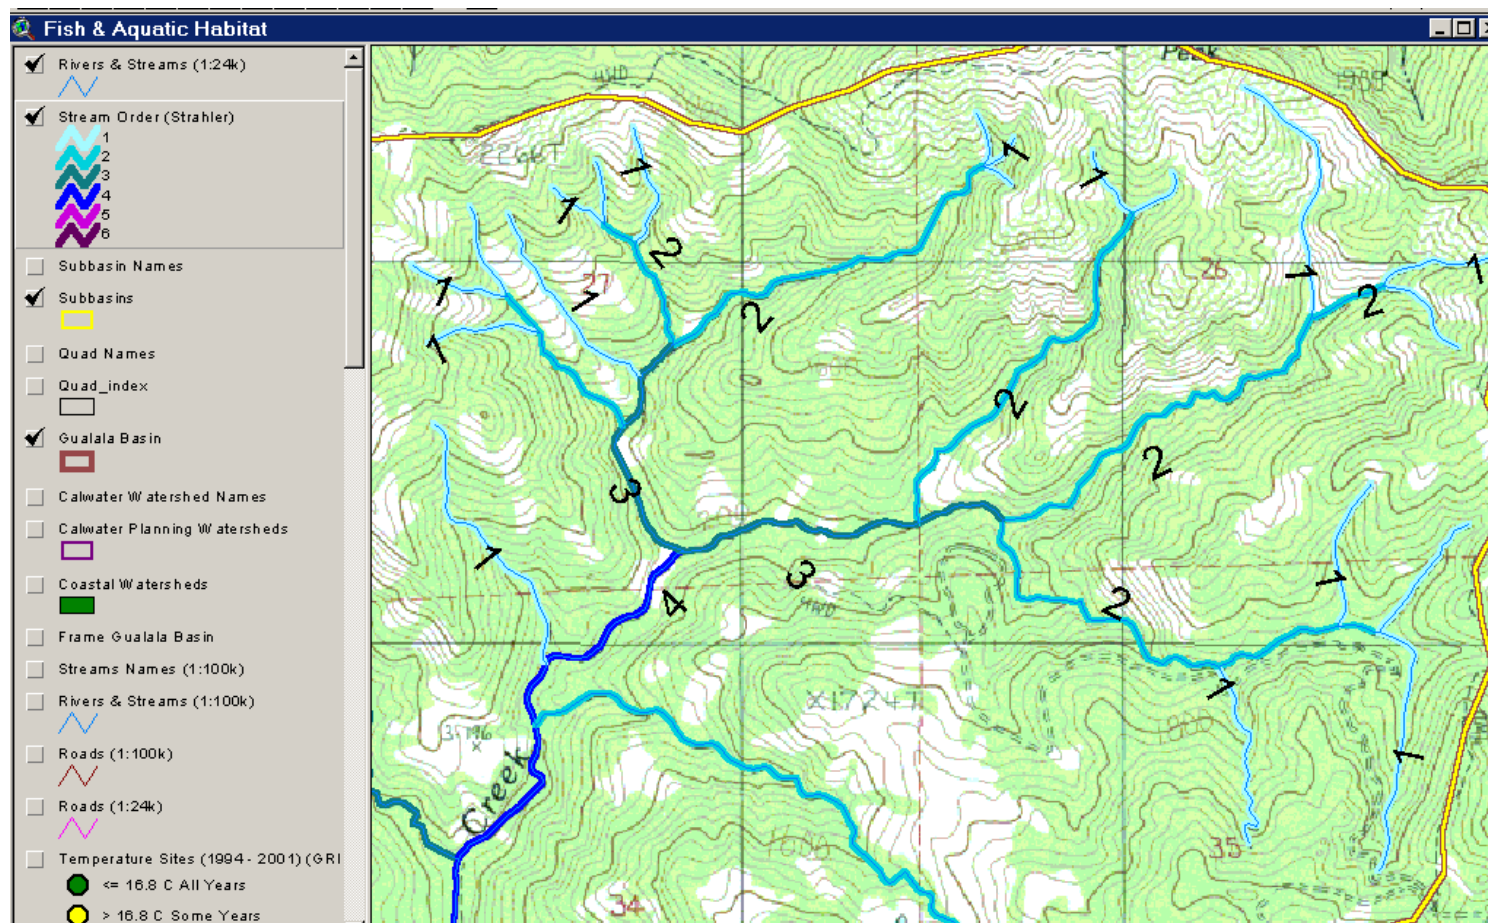 Fish & Aquatic Habitat
Rivers & Streams (1:24k)
Stream Order (Strahler)
1
2
3
4
5
6
Subbasin Names
Subbasins
Quad Names
Quad_index
Gualala Basin
Calwater Watershed Names
Calwater Planning Watersheds
Coastal Watersheds
Frame Gualala Basin
Streams Names (1:100k)
Rivers & Streams (1:100k)
Roads (1:100k)
Roads (1:24k)
Temperature Sites (1994 - 2001) (GRI
<= 16.8 C All Years
> 16.8 C Some Years
Peak
1
1
1
1
2
27
26
1
1
1
1
2
2
1
2
2
3
1
3
4
1
2
1
X17247
1
Creek
35
34